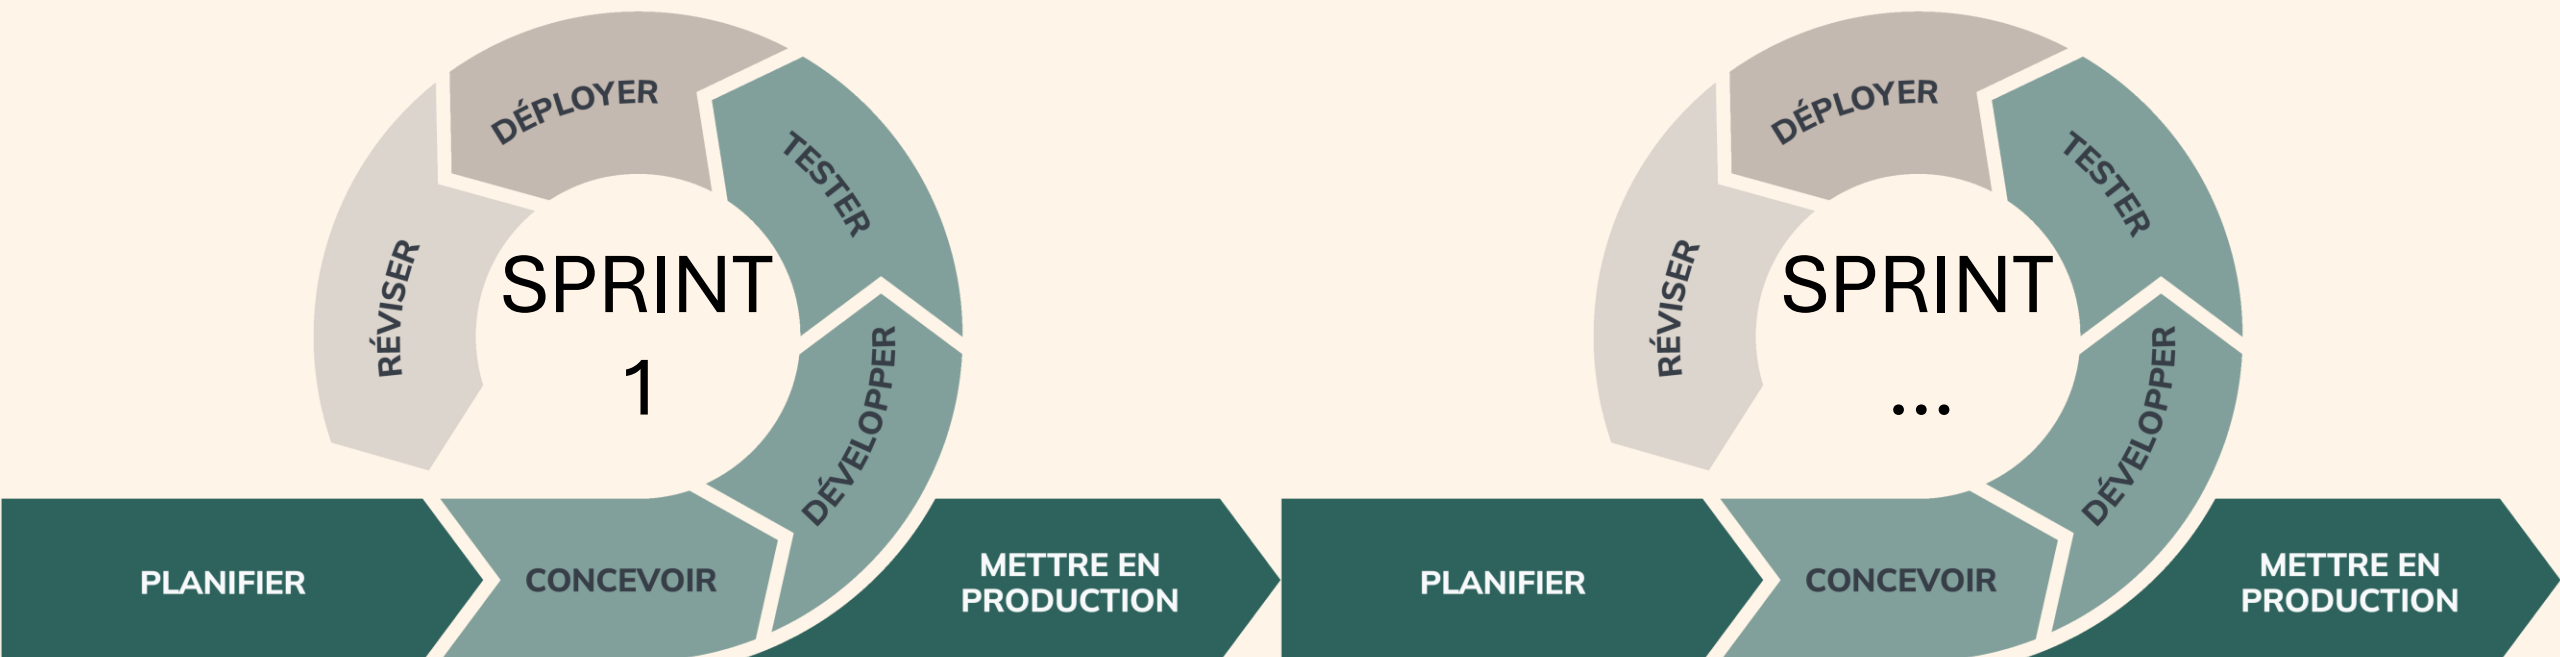 PLANIFIER
CONCEVOIR
DÉVELOPPER
TESTER
DÉPLOYER
RÉVISER
SPRINT
1
METTRE EN
PRODUCTION
PLANIFIER
CONCEVOIR
DÉVELOPPER
TESTER
DÉPLOYER
RÉVISER
SPRINT
...
METTRE EN
PRODUCTION